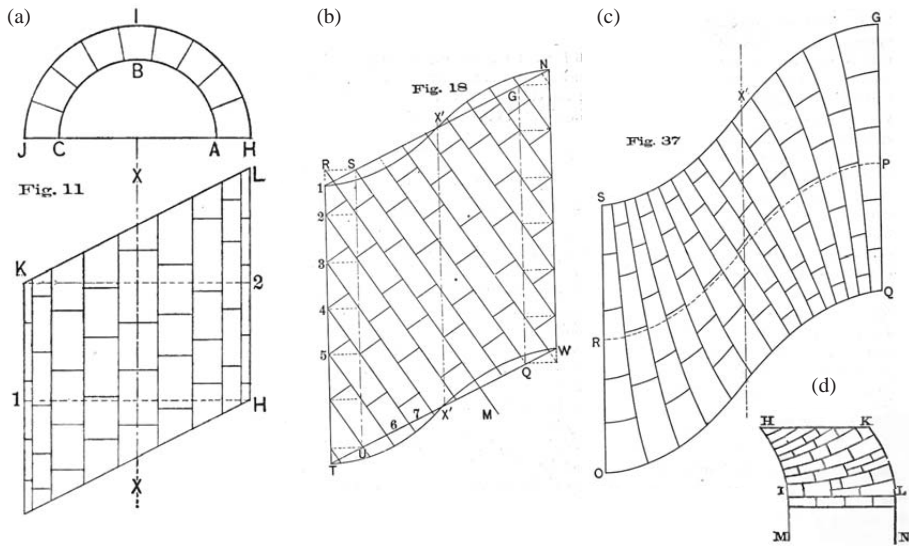 (a)
I
B
J
C
A
H
Fig. 11
X
L
K
2
1
H
X
(b)
Fig. 18
N
G
X'
R
S
1
2
3
4
5
6
7
X'
M
Q
W
U
T
(c)
G
X'
Fig. 37
S
P
R
Q
O
(d)
H
K
I
L
M
N